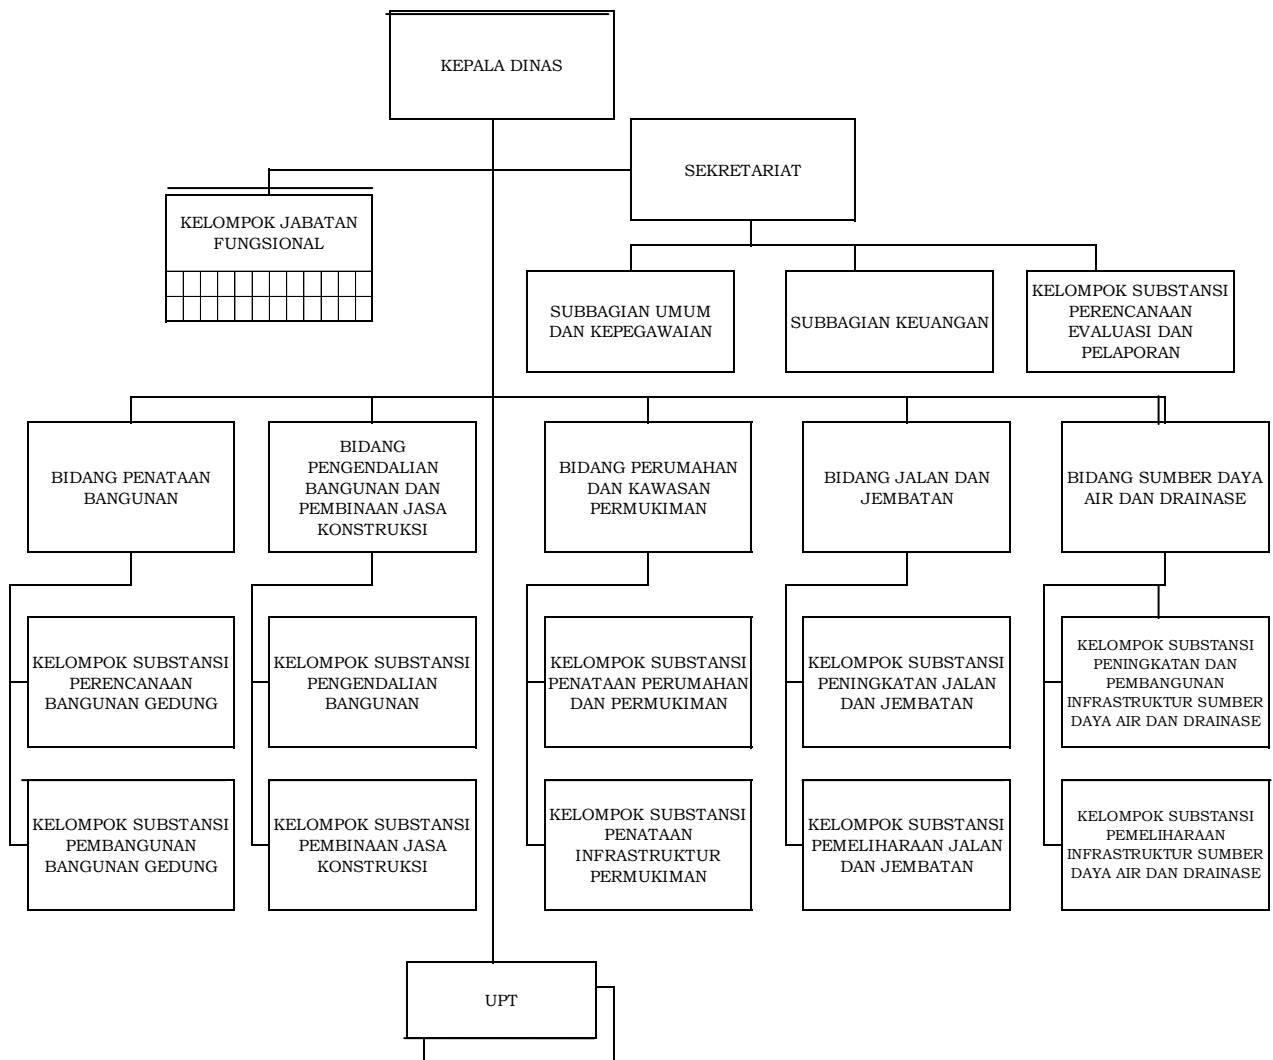 KEPALA DINAS
SEKRETARIAT
KELOMPOK JABATAN
FUNGSIONAL
SUBBAGIAN UMUM
DAN KEPEGAWAIAN
SUBBAGIAN KEUANGAN
KELOMPOK SUBSTANSI
PERENCANAAN
EVALUASI DAN
PELAPORAN
BIDANG PENATAAN
BANGUNAN
BIDANG
PENGENDALIAN
BANGUNAN DAN
PEMBINAAN JASA
KONSTRUKSI
BIDANG PERUMAHAN
DAN KAWASAN
PERMUKIMAN
BIDANG JALAN DAN
JEMBATAN
BIDANG SUMBER DAYA
AIR DAN DRAINASE
KELOMPOK SUBSTANSI
PERENCANAAN
BANGUNAN GEDUNG
KELOMPOK SUBSTANSI
PENGENDALIAN
BANGUNAN
KELOMPOK SUBSTANSI
PENATAAN PERUMAHAN
DAN PERMUKIMAN
KELOMPOK SUBSTANSI
PENINGKATAN JALAN
DAN JEMBATAN
KELOMPOK SUBSTANSI
PENINGKATAN DAN
PEMBANGUNAN
INFRASTRUKTUR SUMBER
DAYA AIR DAN DRAINASE
KELOMPOK SUBSTANSI
PEMBANGUNAN
BANGUNAN GEDUNG
KELOMPOK SUBSTANSI
PEMBINAAN JASA
KONSTRUKSI
KELOMPOK SUBSTANSI
PENATAAN
INFRASTRUKTUR
PERMUKIMAN
KELOMPOK SUBSTANSI
PEMELIHARAAN JALAN
DAN JEMBATAN
KELOMPOK SUBSTANSI
PEMELIHARAAN
INFRASTRUKTUR SUMBER
DAYA AIR DAN DRAINASE
UPT